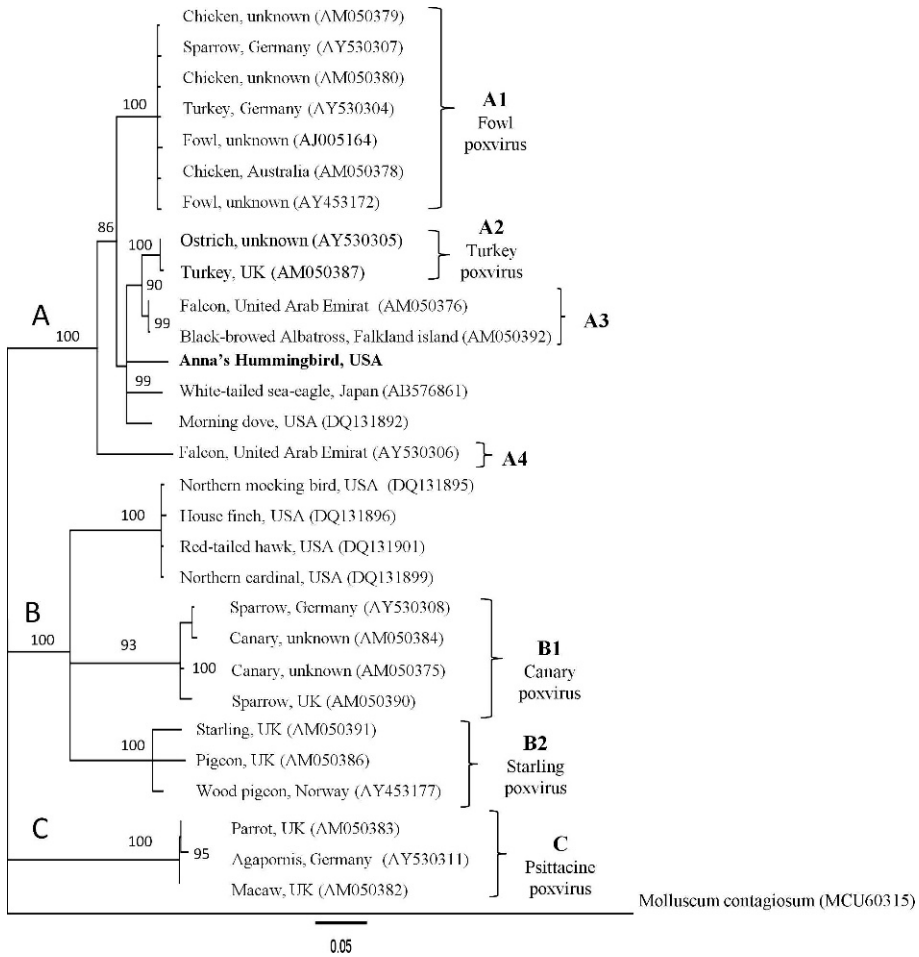 Chicken, unknown (AM050379)
Sparrow, Germany (AY530307)
Chicken, unknown (AM050380)
100
Turkey, Germany (AY530304)
A1
Fowl
poxvirus
Fowl, unknown (AJ005164)
Chicken, Australia (AM050378)
Fowl, unknown (AY453172)
86
Ostrich, unknown (AY530305)
100
A2
Turkey
poxvirus
Turkey, UK (AM050387)
90
Falcon, United Arab Emirat (AM050376)
A
99
A3
Black-browed Albatross, Falkland island (AM050392)
100
Anna's Hummingbird, USA
99
White-tailed sea-eagle, Japan (AB576861)
Morning dove, USA (DQ131892)
Falcon, United Arab Emirat (AY530306)
A4
Northern mocking bird, USA (DQ131895)
100
House finch, USA (DQ131896)
Red-tailed hawk, USA (DQ131901)
Northern cardinal, USA (DQ131899)
B
100
Sparrow, Germany (AY530308)
93
Canary, unknown (AM050384)
B1
Canary
poxvirus
100
Canary, unknown (AM050375)
Sparrow, UK (AM050390)
Starling, UK (AM050391)
100
B2
Starling
poxvirus
Pigeon, UK (AM050386)
Wood pigeon, Norway (AY453177)
C
Parrot, UK (AM050383)
100
95
C
Psittacine
poxvirus
Agapornis, Germany (AY530311)
Macaw, UK (AM050382)
Molluscum contagiosum (MCU60315)
0.05